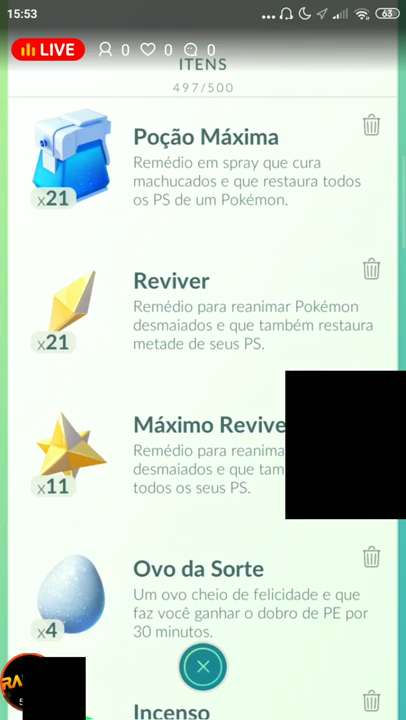 15:53
63
LIVE 0 0 0
ITENS
497/500
Poção Máxima
Remédio em spray que cura
machucados e que restaura todos
os PS de um Pokémon.
x21
Reviver
Remédio para reanimar Pokémon
desmaiados e que também restaura
metade de seus PS.
x21
Máximo
Remédio para
desmaiados e que
todos os seus PS.
x11
Ovo da Sorte
Um ovo cheio de felicidade e que
faz você ganhar o dobro de PE por
30 minutos.
x4
Incenso